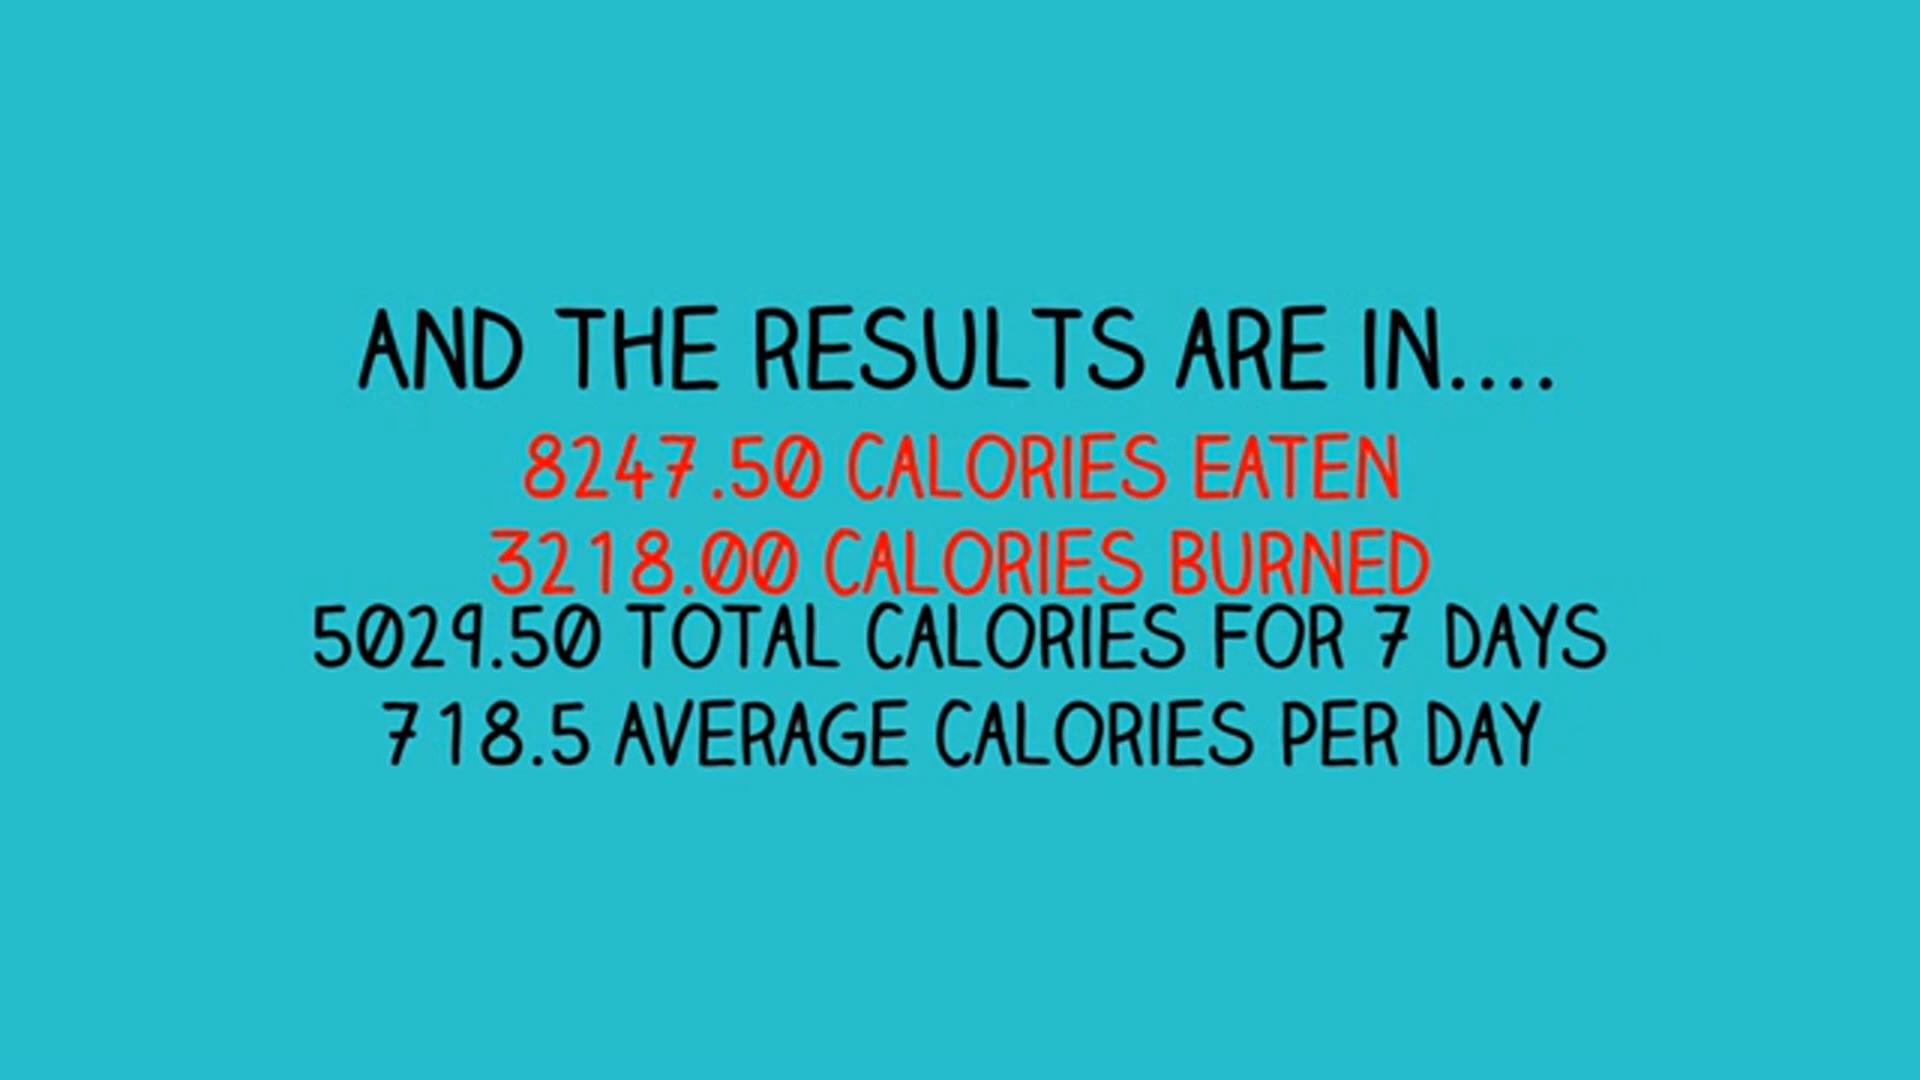 AND THE RESULTS ARE IN....
8247.50 CALORIES EATEN
3218.00 CALORIES BURNED
5029.50 TOTAL CALORIES FOR 7 DAYS
718.5 AVERAGE CALORIES PER DAY